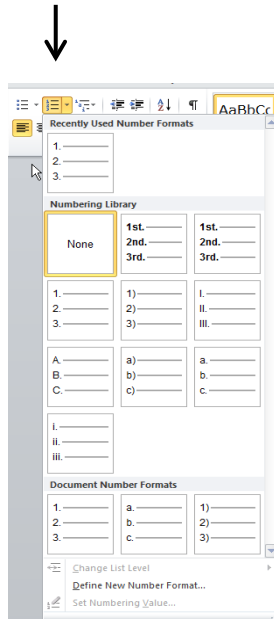 AaBbCc
Recently Used Number Formats
1.
2.
3.
Numbering Library
None
1st.
2nd.
3rd.
1st.
2nd.
3rd.
1.
2.
3.
1)
2)
3)
I.
II.
III.
A.
B.
C.
a)
b)
c)
a.
b.
c.
i.
ii.
iii.
Document Number Formats
1.
2.
3.
a.
b.
c.
1)
2)
3)
Change List Level
Define New Number Format...
Set Numbering Value...